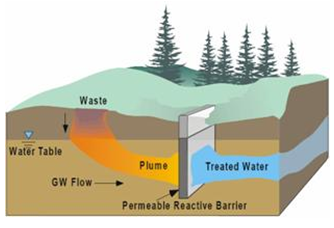 Waste
Water Table
Plume
Treated Water
GW Flow
Permeable Reactive Barrier